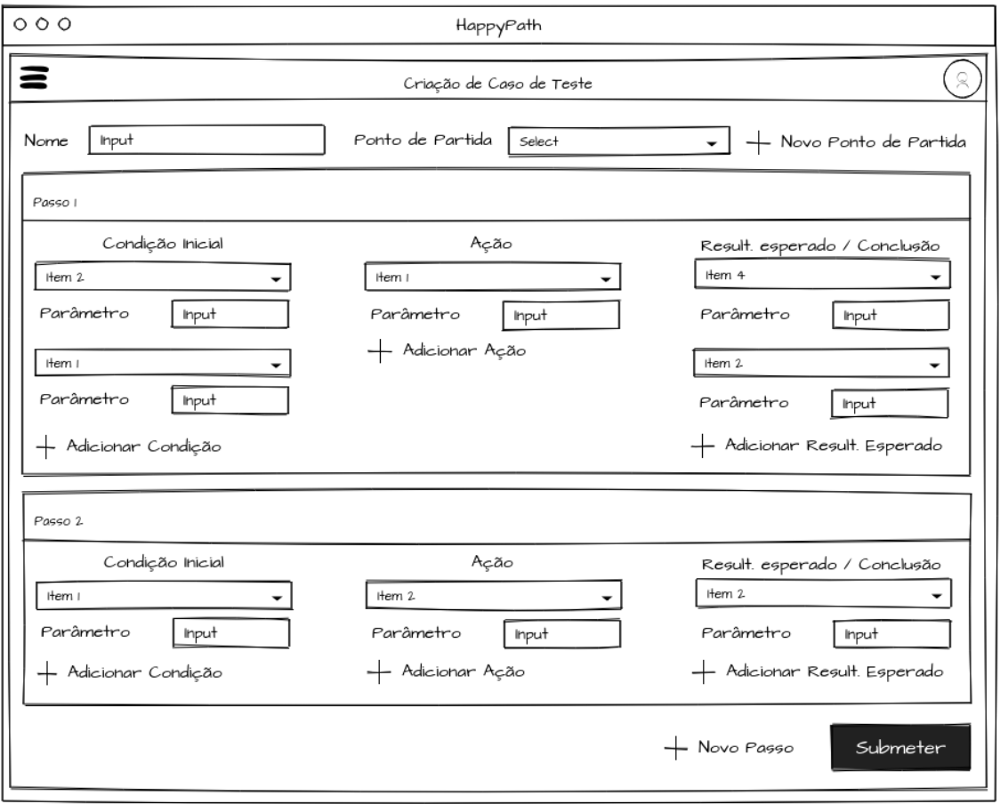 HappyPath
Criação de Caso de Teste
Nome Input Ponto de Partida Select + Novo Ponto de Partida
Passo 1
Condição Inicial Ação Result. esperado / Conclusão
Item 2 Item 1 Item 4
Parâmetro Input Parâmetro Input Parâmetro Input
+ Adicionar Ação
Item 1 Item 2
Parâmetro Input Parâmetro Input
+ Adicionar Condição + Adicionar Result. Esperado
Passo 2
Condição Inicial Ação Result. esperado / Conclusão
Item 1 Item 2 Item 2
Parâmetro Input Parâmetro Input Parâmetro Input
+ Adicionar Condição + Adicionar Ação + Adicionar Result. Esperado
+ Novo Passo Submeter